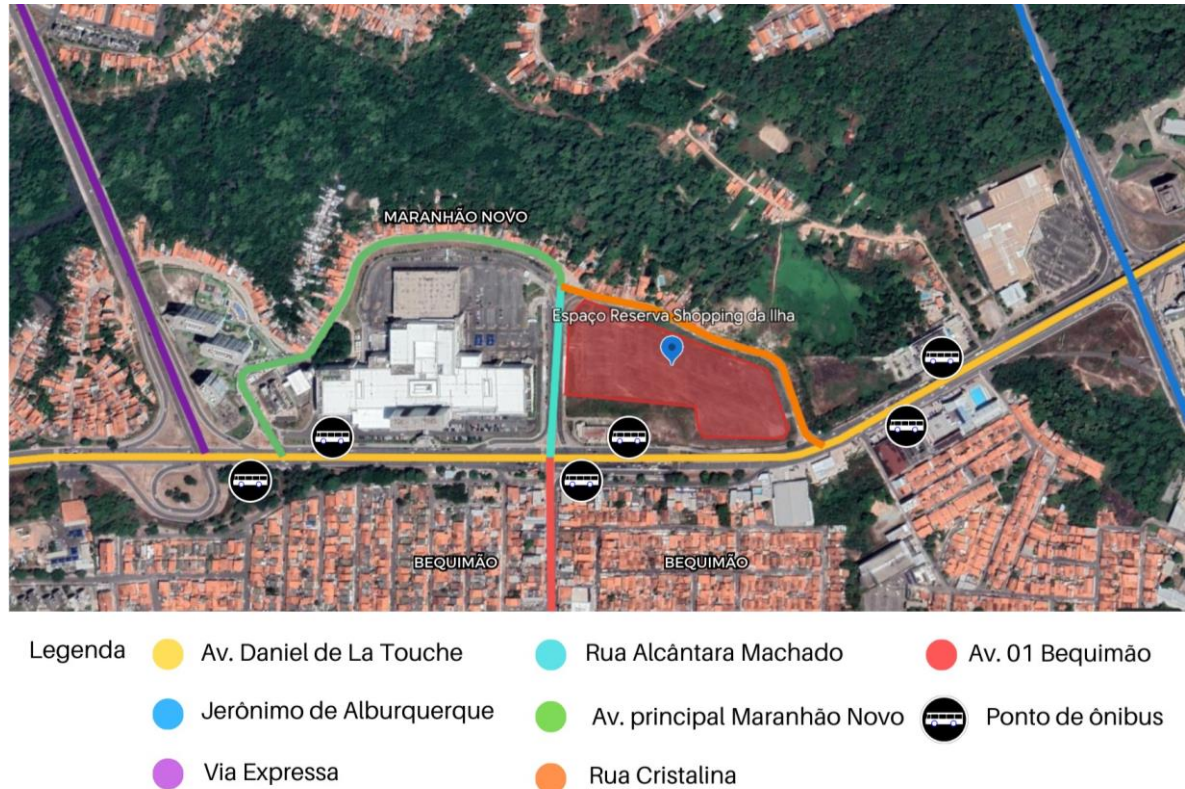 MARANHÃO NOVO
Espaço Reserva Shopping da Ilha
BEQUIMÃO
BEQUIMÃO
Legenda
Av. Daniel de La Touche
Rua Alcântara Machado
Av. 01 Bequimão
Jerônimo de Alburquerque
Av. principal Maranhão Novo
Ponto de ônibus
Via Expressa
Rua Cristalina